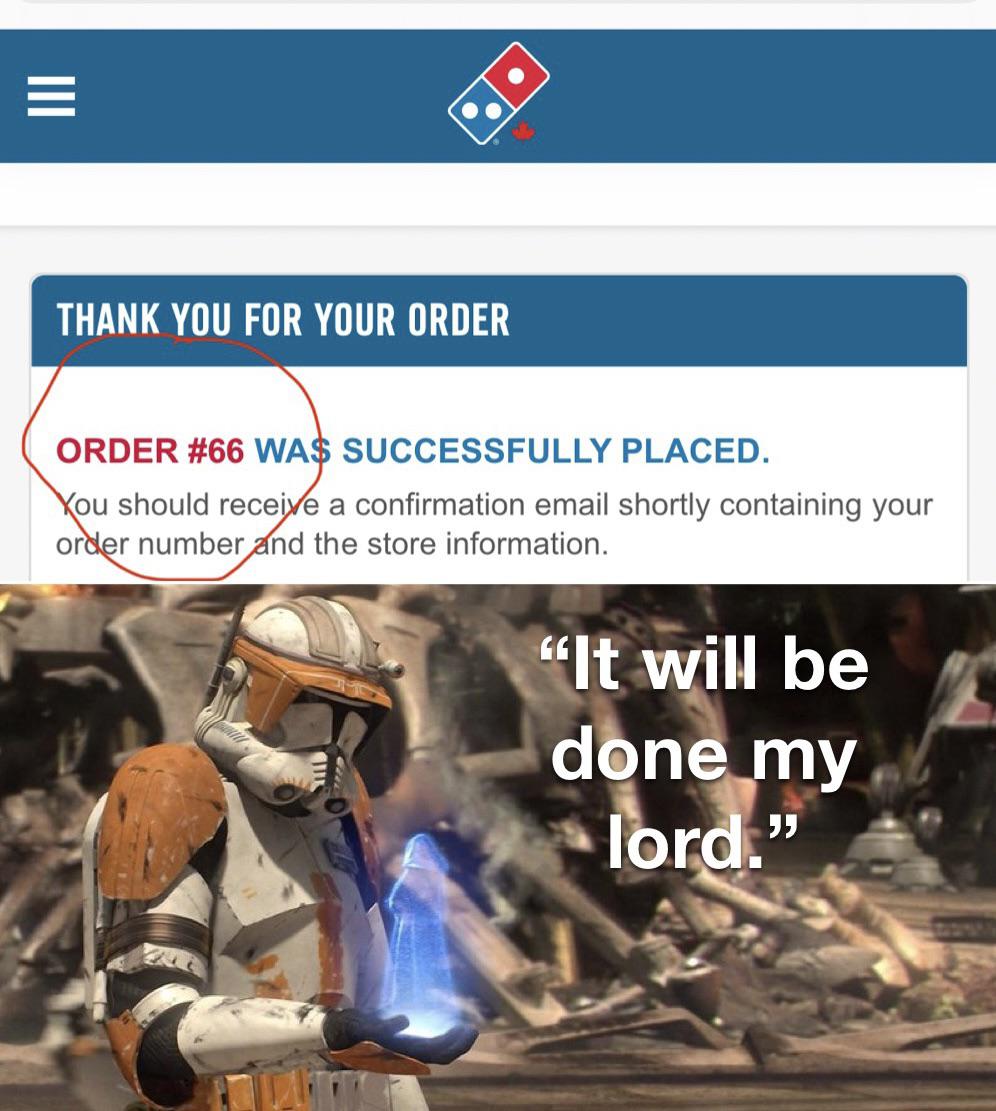 THANK YOU FOR YOUR ORDER
ORDER #66 WAS SUCCESSFULLY PLACED.
You should receive a confirmation email shortly containing your
order number and the store information.
“It will be
done my
lord.”